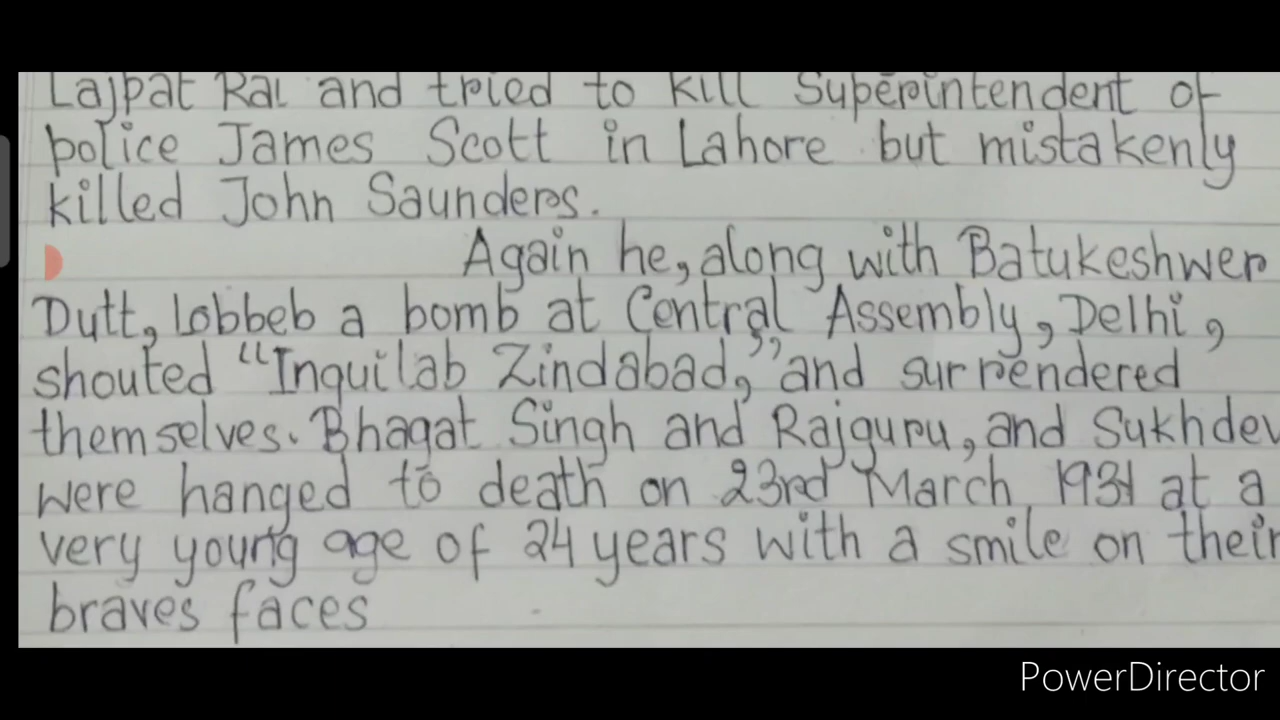 Lajpat Rai and tried to kill Superintendent of
police James Scott in Lahore but mistakenly
killed John Saunders.
Again he, along with Batukeshwer
Dutt, Lobbeb a bomb at Central Assembly, Delhi,
shouted "Inquilab Zindabad," and surrendered
themselves. Bhagat Singh and Rajguru, and Sukhdev
were hanged to death on 23rd March 1931 at a
very young age of 24 years with a smile on their
braves faces
PowerDirector